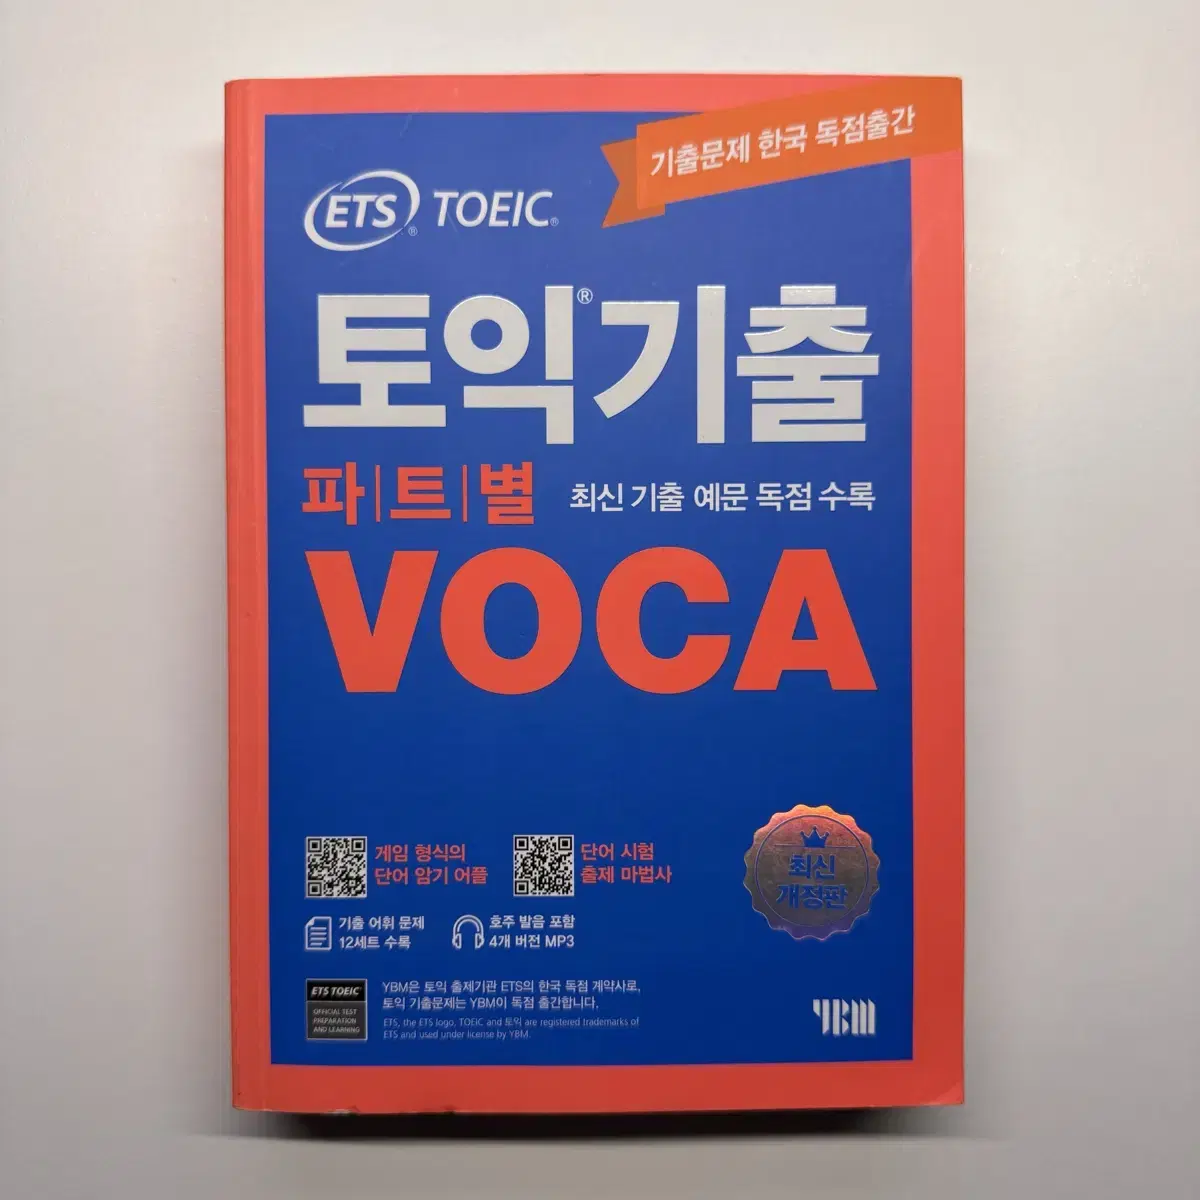 기출문제 한국 독점출간
ETS® TOEIC®
토익®기출
파|트|별
최신 기출 예문 독점 수록
VOCA
게임 형식의
단어 암기 어플
단어 시험
출제 마법사
기출 어휘 문제
12세트 수록
호주 발음 포함
4개 버전 MP3
최신
개정판
ETS TOEIC
OFFICIAL TEST
PREPARATION
AND LEARNING
YBM은 토익 출제기관 ETS의 한국 독점 계약사로,
토익 기출문제는 YBM이 독점 출간합니다.
ETS, the ETS logo, TOEIC and 토익 are registered trademarks of
ETS and used under license by YBM.
YBM